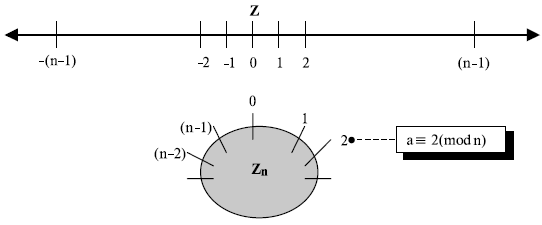 Z
-(n-1) -2 -1 0 1 2 (n-1)
0
(n-1) 1
2 a≡ 2(mod n)
(n-2)
Zn